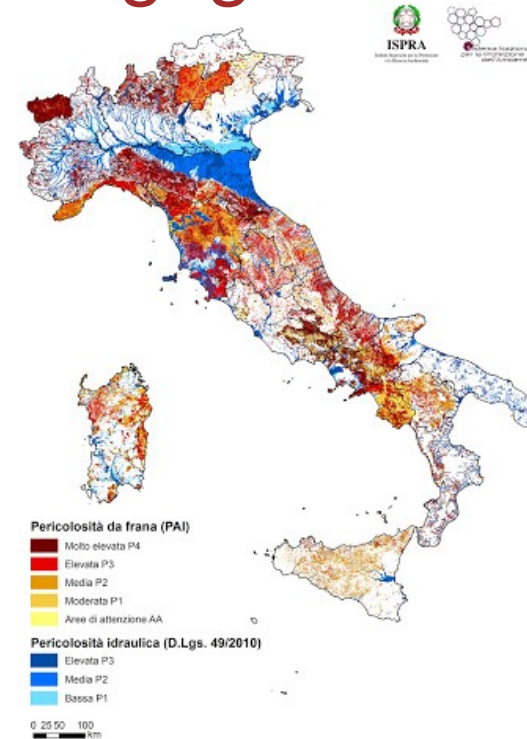 ISPRA
Pericolosità da frana (PAI)
Molto elevata P4
Elevata P3
Media P2
Moderata P1
Aree di attenzione AA
Pericolosità idraulica (D.Lgs. 49/2010)
Elevata P3
Media P2
Bassa P1
0 25 50 100
km